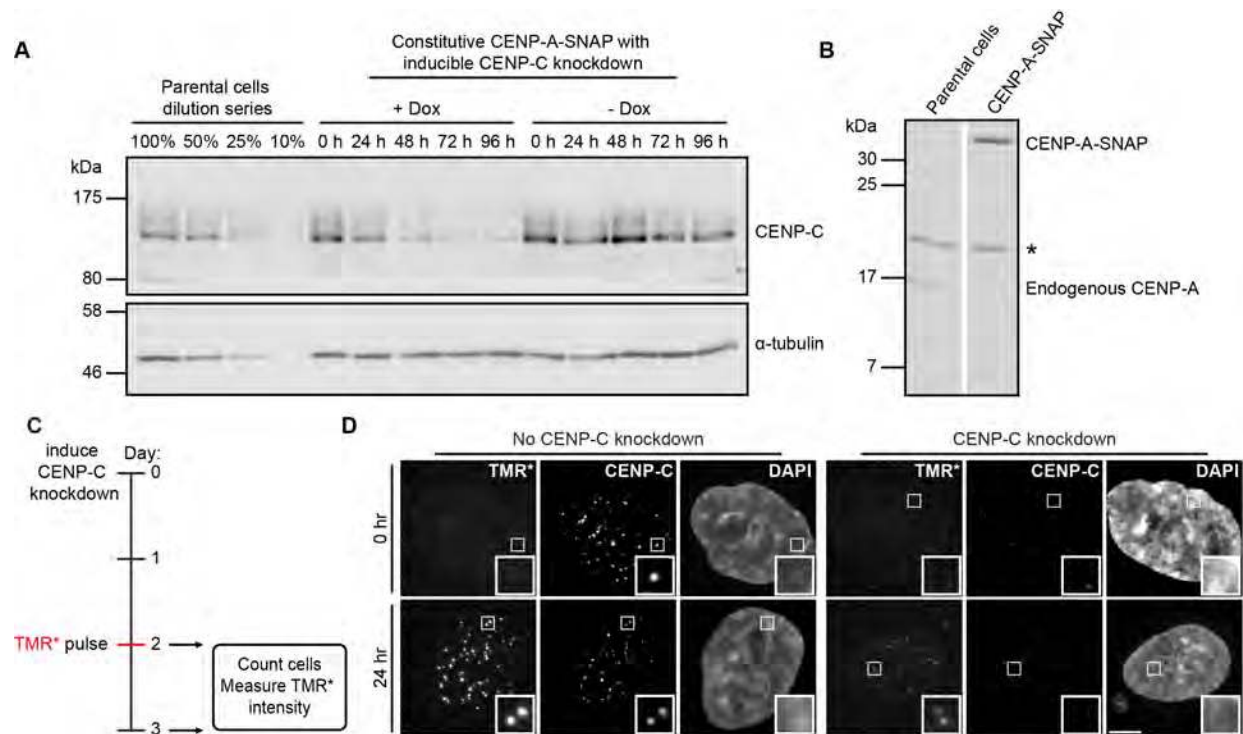 A
Constitutive CENP-A-SNAP with
inducible CENP-C knockdown
Parental cells
dilution series
+ Dox
- Dox
100% 50% 25% 10% 0 h 24 h 48 h 72 h 96 h 0 h 24 h 48 h 72 h 96 h
kDa
175
CENP-C
80
58
α-tubulin
46
B
Parental cells
CENP-A-SNAP
kDa
CENP-A-SNAP
30
25
*
17
Endogenous CENP-A
7
C
induce
CENP-C
knockdown
Day:
0
1
TMR* pulse
2
Count cells
Measure TMR*
intensity
3
D
No CENP-C knockdown
CENP-C knockdown
TMR* CENP-C DAPI TMR* CENP-C DAPI
0 hr
24 hr